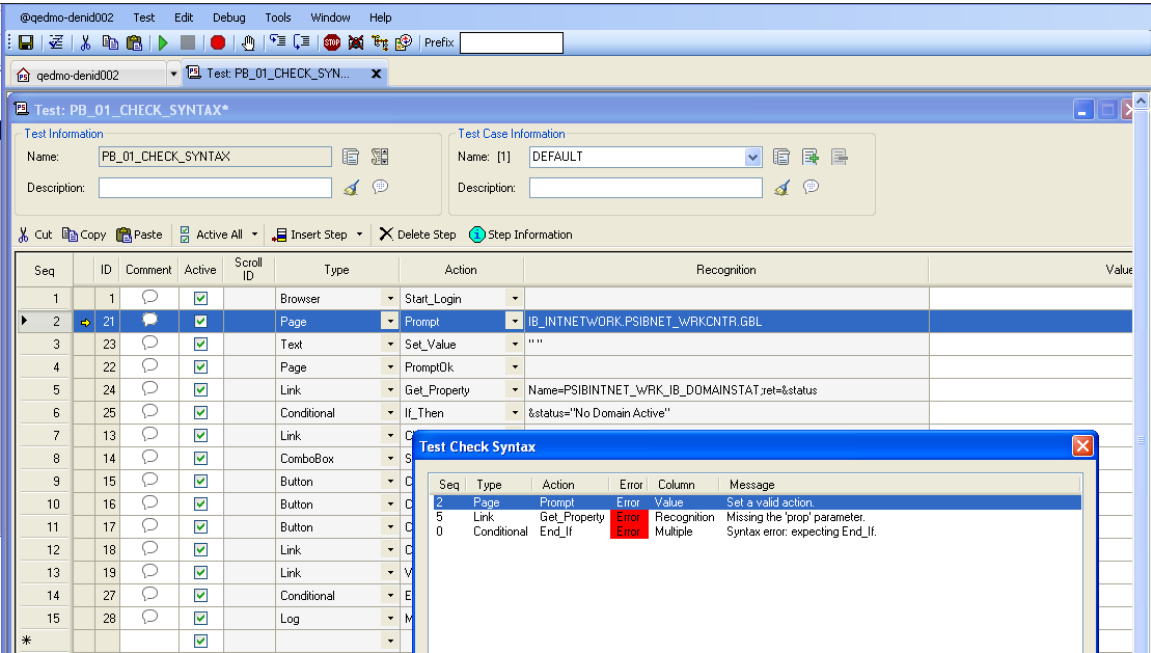 @qedmo-denid002 Test Edit Debug Tools Window Help
STOP Prefix
qedmo-denid002 Test: PB_01_CHECK_SYN... x
Test: PB_01_CHECK_SYNTAX*
Test Information Test Case Information
Name: PB_01_CHECK_SYNTAX Name: [1] DEFAULT
Description: Description:
Cut Copy Paste Active All Insert Step Delete Step Step Information
Seq ID Comment Active Scroll ID Type Action Recognition Value
1 1 Browser Start_Login
2 21 Page Prompt IB_INTNETWORK.PSIBNET_WRKCNTR.GBL
3 23 Text Set_Value " "
4 22 Page PromptOk
5 24 Link Get_Property Name=PSIBINTNET_WRK_IB_DOMAINSTAT;ret=&status
6 25 Conditional If_Then &status="No Domain Active"
7 13 Link
8 14 ComboBox S
9 15 Button C
10 16 Button C
11 17 Button C
12 18 Link C
13 19 Link V
14 27 Conditional E
15 28 Log M
*
Test Check Syntax
Seq Type Action Error Column Message
2 Page Prompt Error Value Set a valid action.
5 Link Get_Property Error Recognition Missing the 'prop' parameter.
0 Conditional End_If Error Multiple Syntax error: expecting End_If.